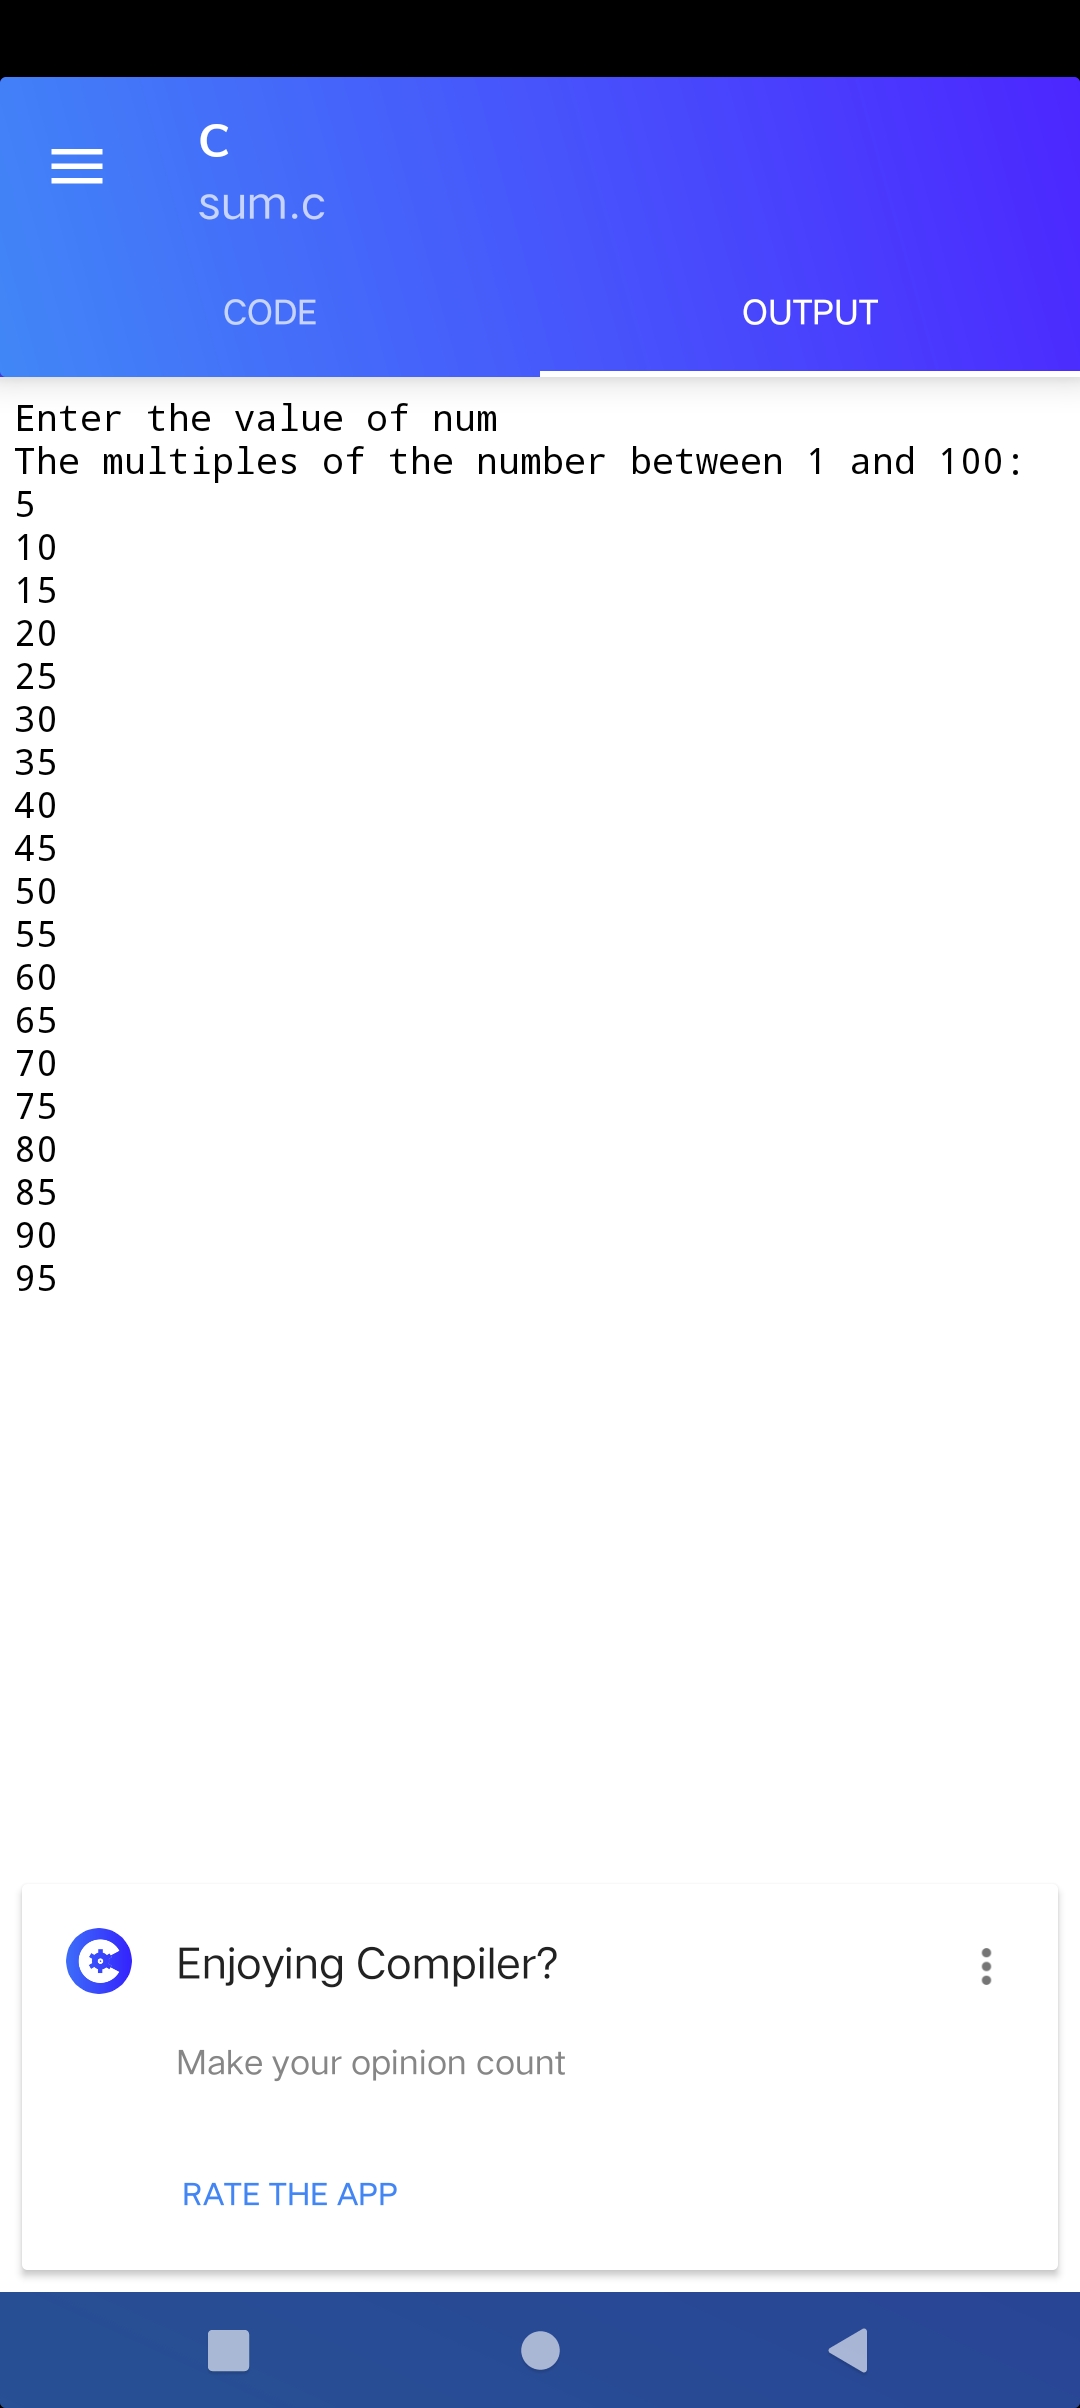 C
sum.c
CODE
OUTPUT
Enter the value of num
The multiples of the number between 1 and 100:
5
10
15
20
25
30
35
40
45
50
55
60
65
70
75
80
85
90
95
Enjoying Compiler?
Make your opinion count
RATE THE APP